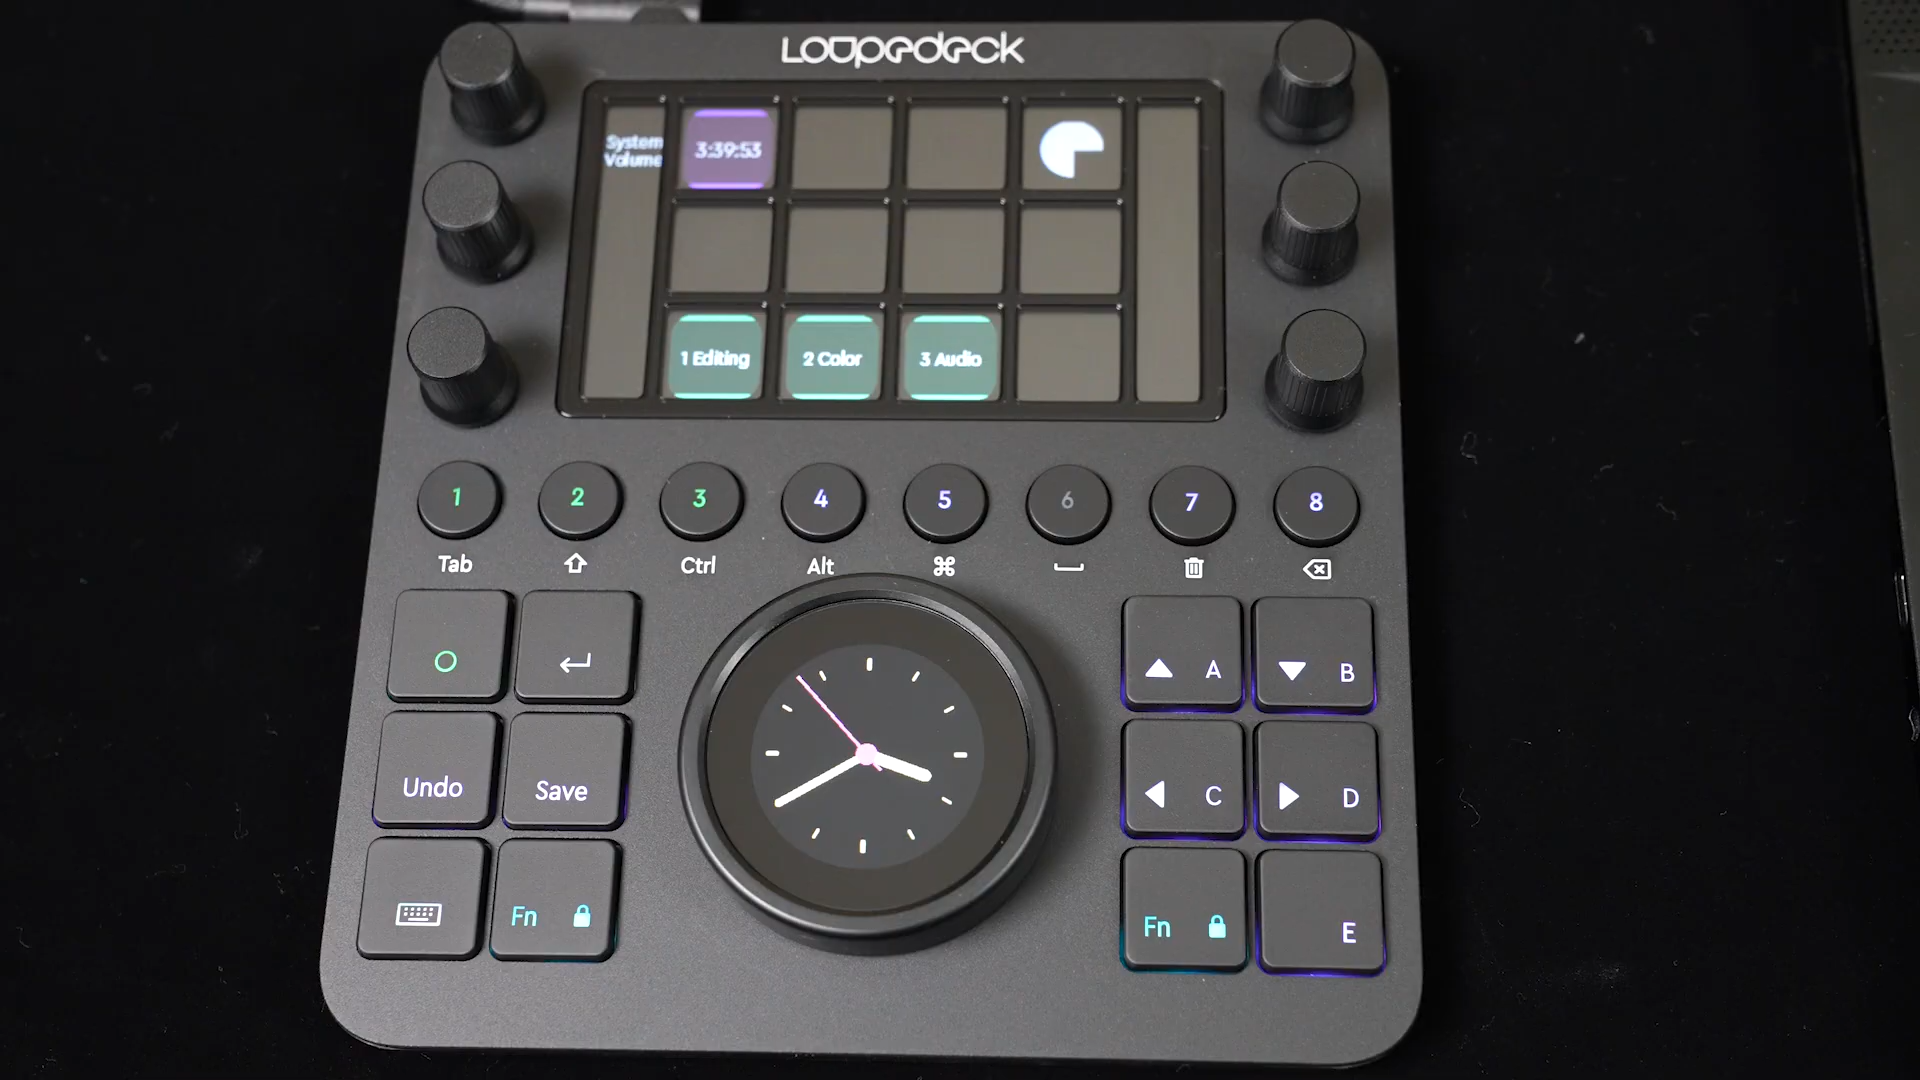 Loupedeck
System
Volume
3:39:53
1 Editing
2 Color
3 Audio
1
2
3
4
5
6
7
8
Tab
Ctrl
Alt
⌘
A
B
Undo
Save
C
D
Fn
Fn
E